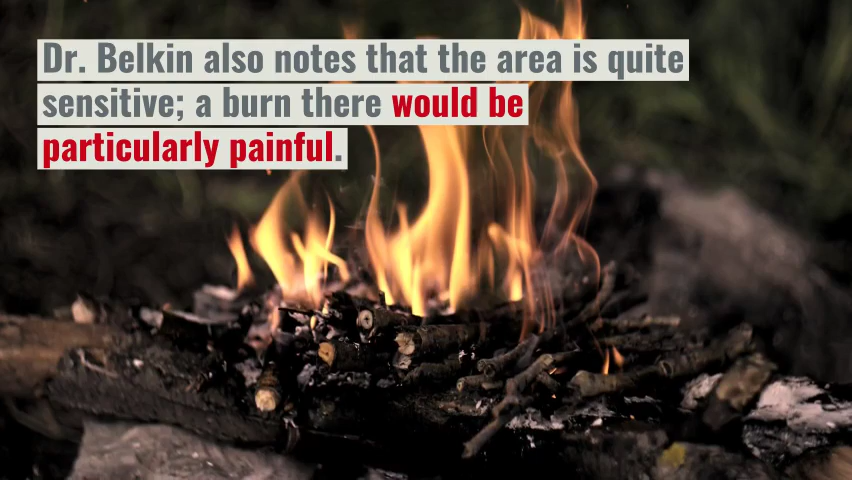 Dr. Belkin also notes that the area is quite
sensitive; a burn there would be
particularly painful.